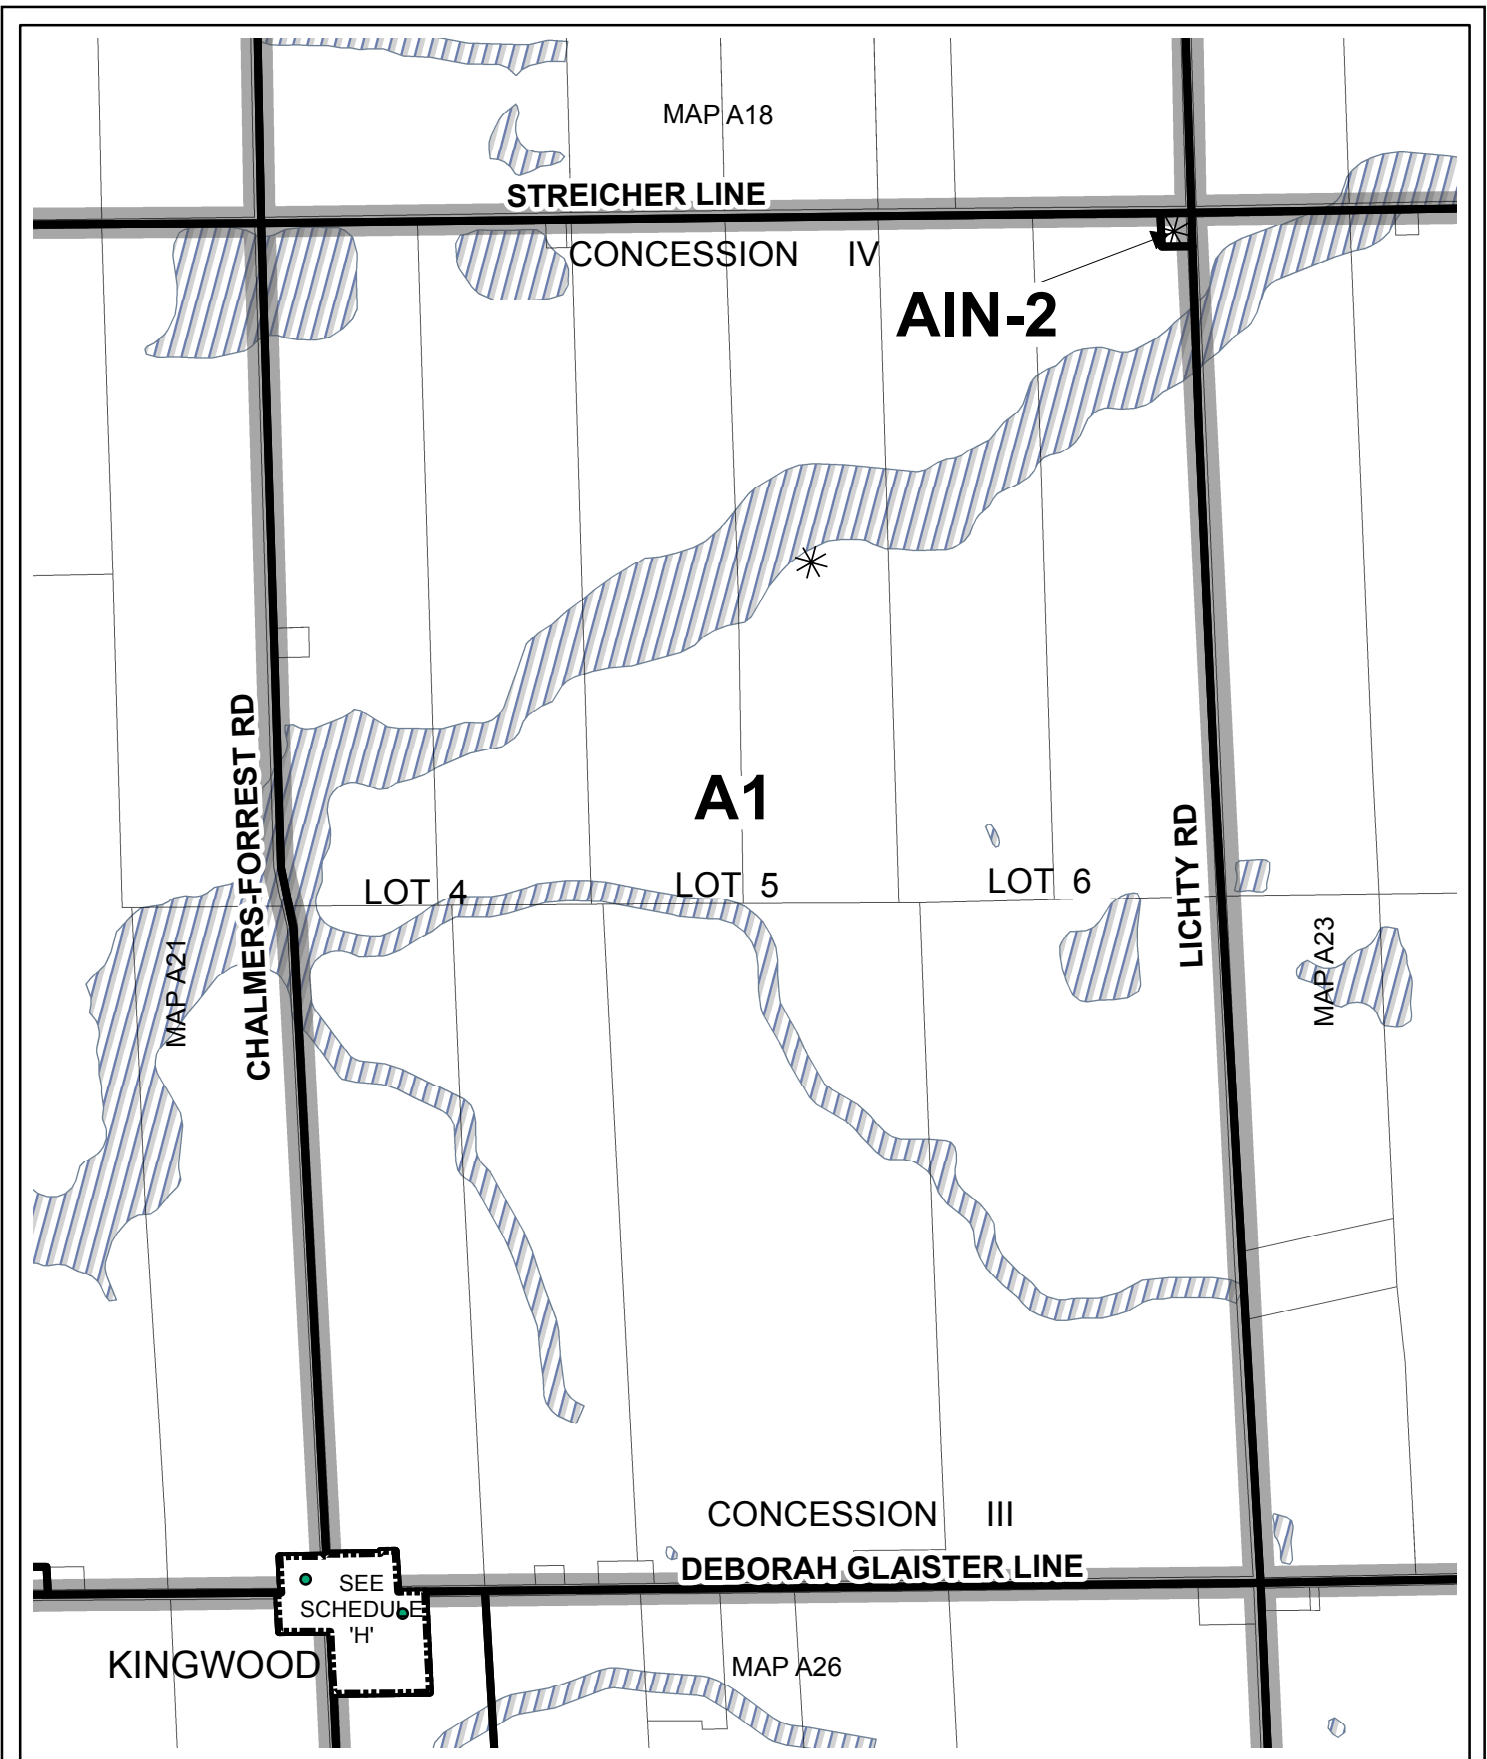 MAP A18
STREICHER LINE
CONCESSION IV
AIN-2
A1
CHALMERS-FORREST RD
LICHTY RD
LOT 4
LOT 5
LOT 6
MAP A21
MAP A23
CONCESSION III
DEBORAH GLAISTER LINE
SEE
SCHEDULE
'H'
KINGWOOD
MAP A26